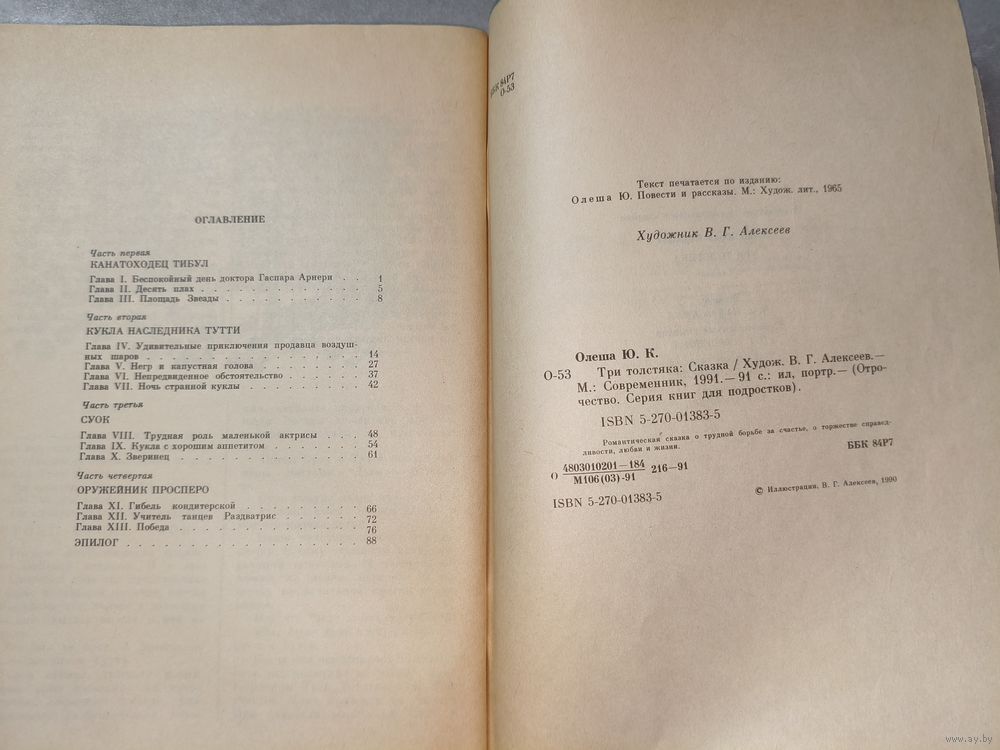 ОГЛАВЛЕНИЕ
Часть первая
КАНАТОХОДЕЦ ТИБУЛ
Глава I. Беспокойный день доктора Гаспара Арнери . . 1
Глава II. Десять плах . . . . . . . . . . . . . 5
Глава III. Площадь Звезды . . . . . . . . . . . 8
Часть вторая
КУКЛА НАСЛЕДНИКА ТУТТИ
Глава IV. Удивительные приключения продавца воздуш-
ных шаров . . . . . . . . . . . . . . . 14
Глава V. Негр и капустная голова . . . . . . . . 27
Глава VI. Непредвиденное обстоятельство . . . . . . 37
Глава VII. Ночь странной куклы . . . . . . . . . 42
Часть третья
СУОК
Глава VIII. Трудная роль маленькой актрисы . . . 48
Глава IX. Кукла с хорошим аппетитом . . . . . . . 54
Глава X. Зверинец . . . . . . . . . . . . . . 61
Часть четвертая
ОРУЖЕЙНИК ПРОСПЕРО
Глава XI. Гибель кондитерской . . . . . . . . . 66
Глава XII. Учитель танцев Раздватрис . . . . . . . 72
Глава XIII. Победа . . . . . . . . . . . . . . 76
ЭПИЛОГ . . . . . . . . . . . . . . . . . 88
ББК 84Р7
О-53
Текст печатается по изданию:
Олеша Ю. Повести и рассказы. М.: Худож. лит., 1965
Художник В. Г. Алексеев
Олеша Ю. К.
О-53 Три толстяка: Сказка / Худож. В. Г. Алексеев.—
М.: Современник, 1991.— 91 с.: ил, портр.— (Отро-
чество. Серия книг для подростков).
ISBN 5-270-01383-5
Романтическая сказка о трудной борьбе за счастье, о торжестве справед-
ливости, любви и жизни.
ББК 84Р7
О 4803010201—184 216—91
М106(03)-91
ISBN 5-270-01383-5
© Иллюстрации, В. Г. Алексеев, 1990
www.ay.by